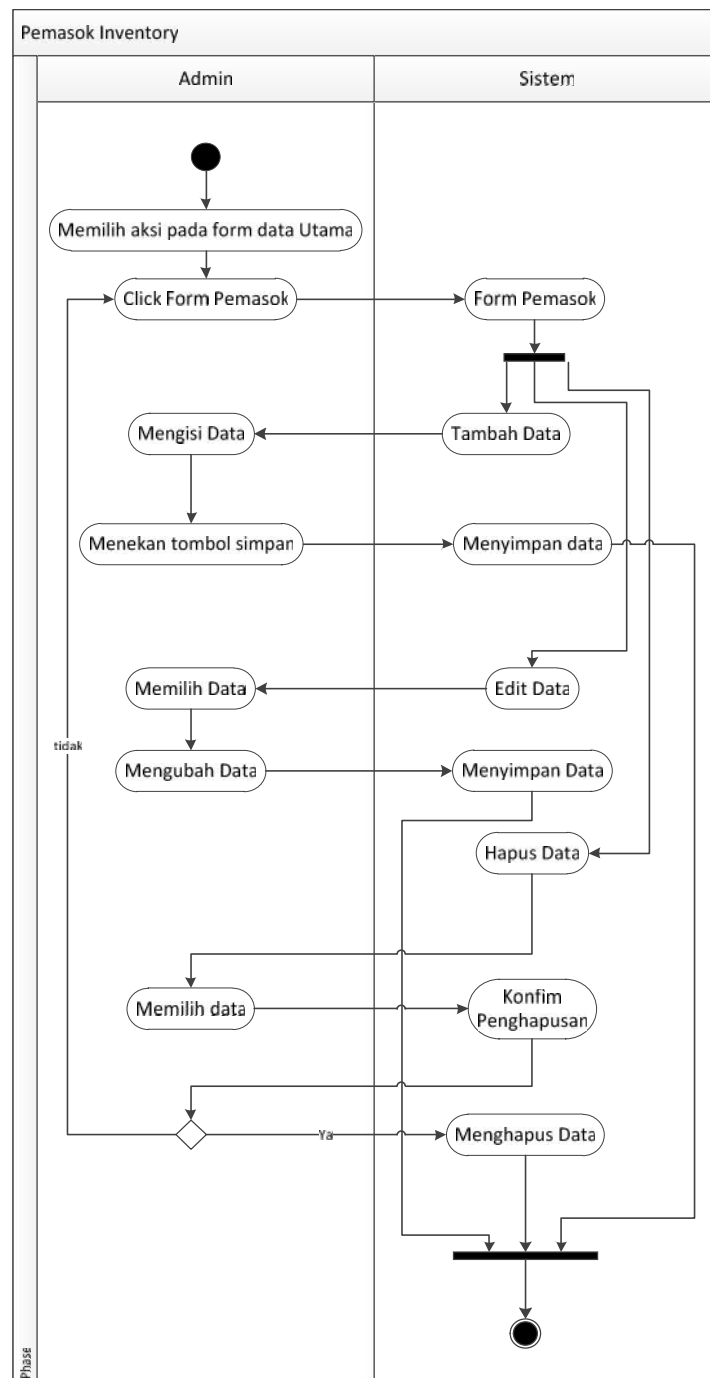 Pemasok Inventory
Admin
Sistem
Memilih aksi pada form data Utama
Click Form Pemasok
Form Pemasok
Mengisi Data
Tambah Data
Menekan tombol simpan
Menyimpan data
Memilih Data
Edit Data
tidak
Mengubah Data
Menyimpan Data
Hapus Data
Memilih data
Konfim
Penghapusan
Ya
Menghapus Data
Phase